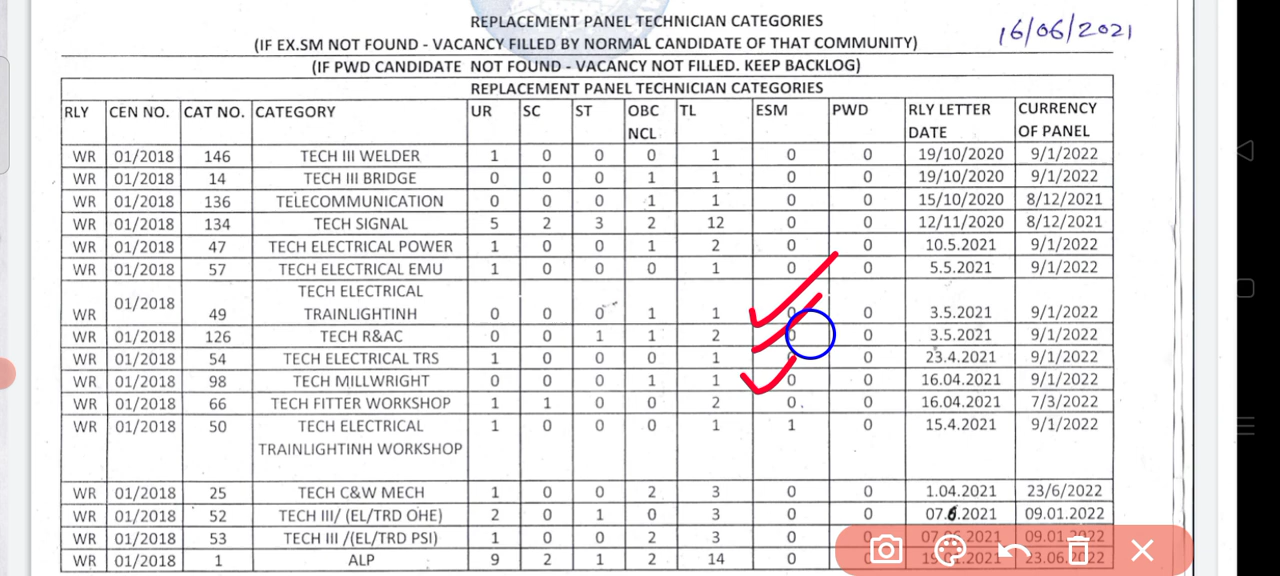 REPLACEMENT PANEL TECHNICIAN CATEGORIES
16/06/2021
(IF EX.SM NOT FOUND - VACANCY FILLED BY NORMAL CANDIDATE OF THAT COMMUNITY)
(IF PWD CANDIDATE NOT FOUND - VACANCY NOT FILLED. KEEP BACKLOG)
REPLACEMENT PANEL TECHNICIAN CATEGORIES
RLY CEN NO. CAT NO. CATEGORY UR SC ST OBC NCL TL ESM PWD RLY LETTER DATE CURRENCY OF PANEL
WR 01/2018 146 TECH III WELDER 1 0 0 0 1 0 0 19/10/2020 9/1/2022
WR 01/2018 14 TECH III BRIDGE 0 0 0 1 1 0 0 19/10/2020 9/1/2022
WR 01/2018 136 TELECOMMUNICATION 0 0 0 1 1 0 0 15/10/2020 8/12/2021
WR 01/2018 134 TECH SIGNAL 5 2 3 2 12 0 0 12/11/2020 8/12/2021
WR 01/2018 47 TECH ELECTRICAL POWER 1 0 0 1 2 0 0 10.5.2021 9/1/2022
WR 01/2018 57 TECH ELECTRICAL EMU 1 0 0 0 1 0 0 5.5.2021 9/1/2022
WR 01/2018 49 TECH ELECTRICAL TRAINLIGHTINH 0 0 0 1 1 0 0 3.5.2021 9/1/2022
WR 01/2018 126 TECH R&AC 0 0 1 1 2 0 0 3.5.2021 9/1/2022
WR 01/2018 54 TECH ELECTRICAL TRS 1 0 0 0 1 0 0 23.4.2021 9/1/2022
WR 01/2018 98 TECH MILLWRIGHT 0 0 0 1 1 0 0 16.04.2021 9/1/2022
WR 01/2018 66 TECH FITTER WORKSHOP 1 1 0 0 2 0. 0 16.04.2021 7/3/2022
WR 01/2018 50 TECH ELECTRICAL TRAINLIGHTINH WORKSHOP 1 0 0 0 1 1 0 15.4.2021 9/1/2022
WR 01/2018 25 TECH C&W MECH 1 0 0 2 3 0 0 1.04.2021 23/6/2022
WR 01/2018 52 TECH III/ (EL/TRD OHE) 2 0 1 0 3 0 0 07.6.2021 09.01.2022
WR 01/2018 53 TECH III /(EL/TRD PSI) 1 0 0 2 3 0 0 07.06.2021 09.01.2022
WR 01/2018 1 ALP 9 2 1 2 14 0 23.06.2022